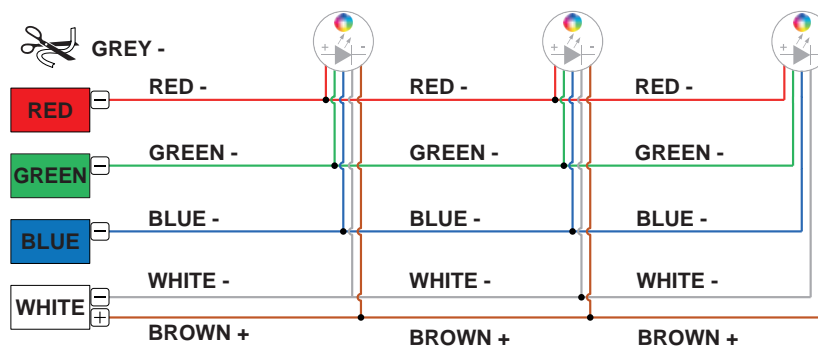 GREY -
RED
RED - RED - RED -
GREEN
GREEN - GREEN - GREEN -
BLUE
BLUE - BLUE - BLUE -
WHITE
WHITE - WHITE - WHITE -
BROWN + BROWN + BROWN +